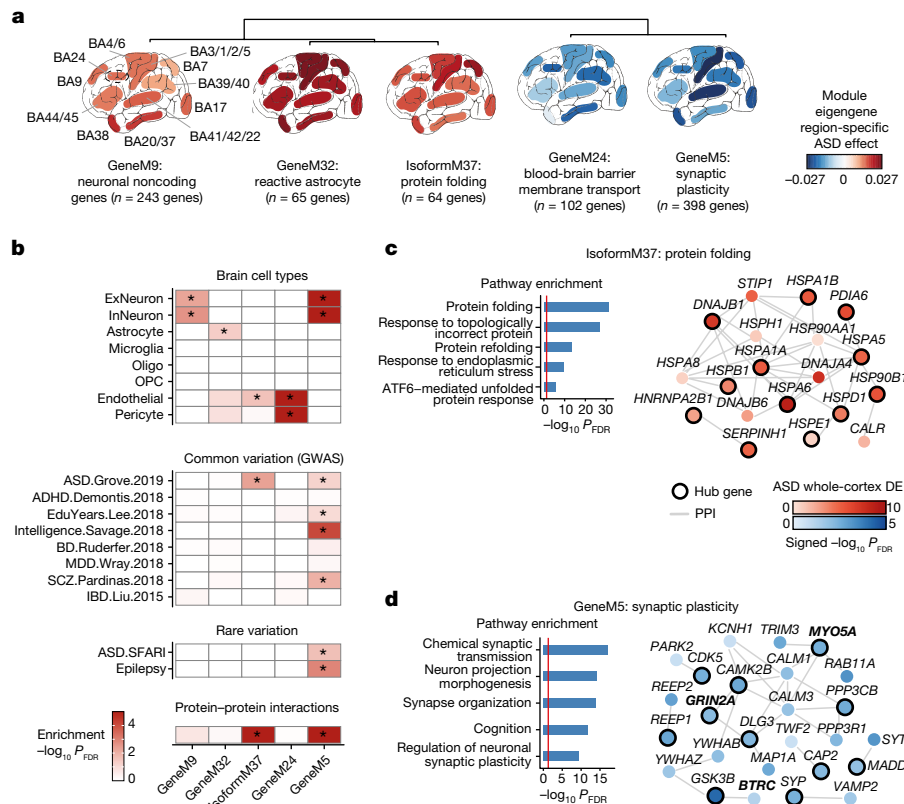 a
BA4/6
BA24
BA9
BA44/45
BA38
BA20/37
BA3/1/2/5
BA7
BA39/40
BA17
BA41/42/22
GeneM9:
neuronal noncoding
genes (n = 243 genes)
GeneM32:
reactive astrocyte
(n = 65 genes)
IsoformM37:
protein folding
(n = 64 genes)
GeneM24:
blood-brain barrier
membrane transport
(n = 102 genes)
GeneM5:
synaptic
plasticity
(n = 398 genes)
Module
eigengene
region-specific
ASD effect
-0.027 0 0.027
b
Brain cell types
ExNeuron * *
InNeuron * *
Astrocyte *
Microglia
Oligo
OPC
Endothelial * *
Pericyte *
Common variation (GWAS)
ASD.Grove.2019 * *
ADHD.Demontis.2018
EduYears.Lee.2018 *
Intelligence.Savage.2018 *
BD.Ruderfer.2018
MDD.Wray.2018
SCZ.Pardinas.2018 *
IBD.Liu.2015
Rare variation
ASD.SFARI *
Epilepsy *
Protein–protein interactions
* *
Enrichment
−log10 PFDR
4
2
0
GeneM9
GeneM32
IsoformM37
GeneM24
GeneM5
c
IsoformM37: protein folding
Pathway enrichment
Protein folding
Response to topologically
incorrect protein
Protein refolding
Response to endoplasmic
reticulum stress
ATF6−mediated unfolded
protein response
0 10 20 30
−log10 PFDR
STIP1
HSPA1B
PDIA6
DNAJB1
HSPH1
HSP90AA1
HSPA1A
HSPA5
HSPA8
DNAJA4
HSPB1
HSPA6
HSP90B1
HNRNPA2B1
DNAJB6
HSPD1
SERPINH1
HSPE1
CALR
Hub gene
PPI
ASD whole-cortex DE
0 10
0 5
Signed −log10 PFDR
d
GeneM5: synaptic plasticity
Pathway enrichment
Chemical synaptic
transmission
Neuron projection
morphogenesis
Synapse organization
Cognition
Regulation of neuronal
synaptic plasticity
0 5 10 15
−log10 PFDR
KCNH1
TRIM3
MYO5A
PARK2
CDK5
CAMK2B
CALM1
RAB11A
REEP2
CALM3
PPP3CB
GRIN2A
REEP1
DLG3
TWF2
PPP3R1
SYT
YWHAB
YWHAZ
MAP1A
CAP2
MADD
GSK3B
BTRC
SYP
VAMP2